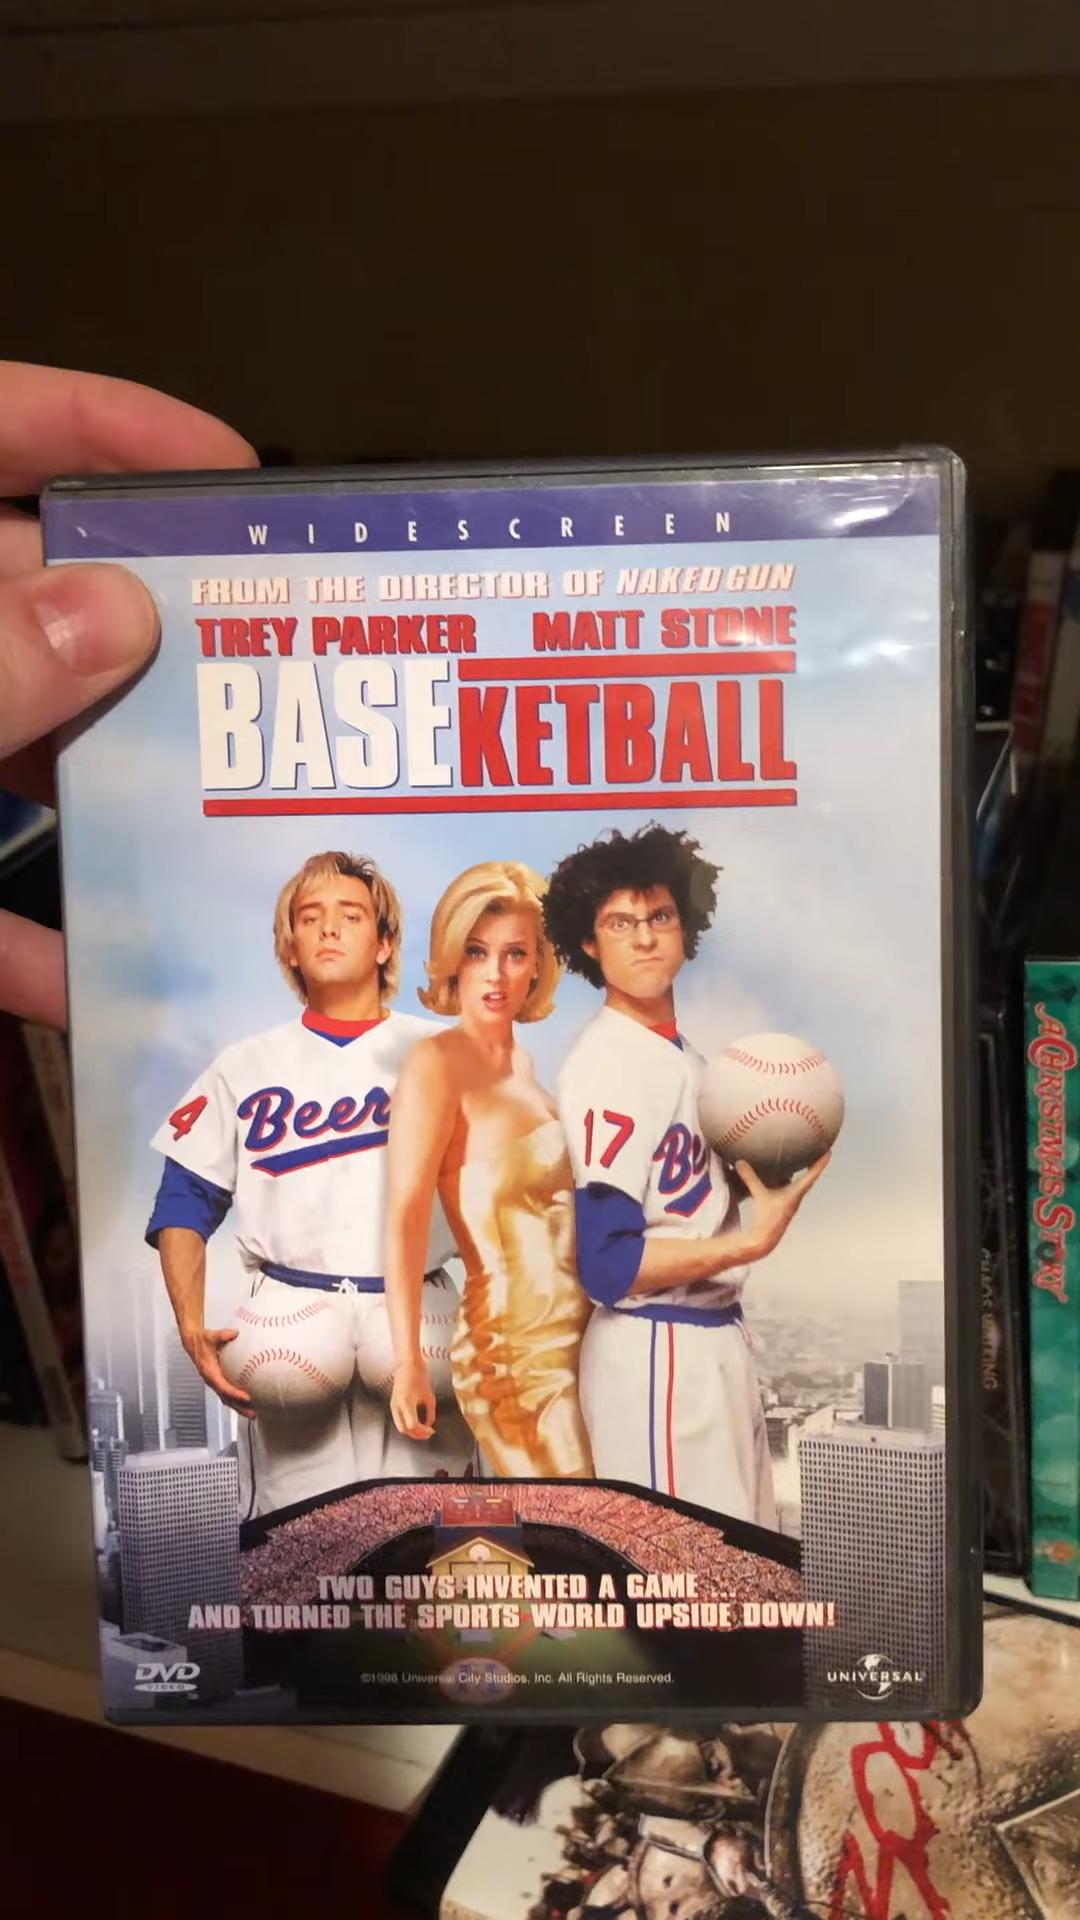 WIDESCREEN
FROM THE DIRECTOR OF NAKED GUN
TREY PARKER MATT STONE
BASEKETBALL
4
Beer
17
Be
TWO GUYS INVENTED A GAME ...
AND TURNED THE SPORTS WORLD UPSIDE DOWN!
DVD
VIDEO
©1998 Universal City Studios, Inc. All Rights Reserved.
UNIVERSAL
A CHRISTMAS STORY